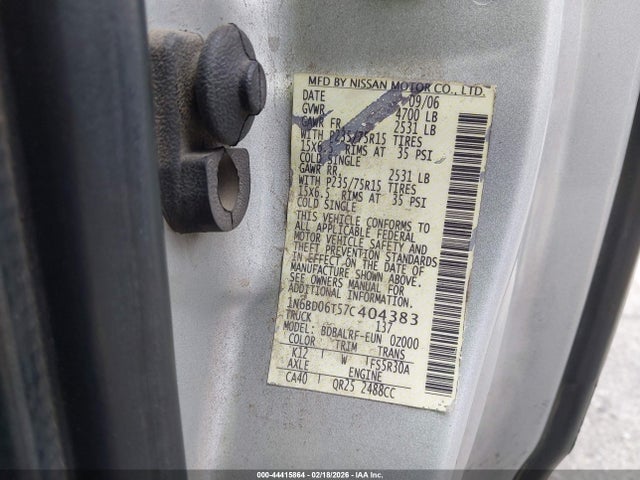 MFD BY NISSAN MOTOR CO., LTD.
DATE 09/06
GVWR 4700 LB
GAWR FR 2531 LB
WITH P235/75R15 TIRES
15X6.5 RIMS AT 35 PSI
COLD SINGLE
GAWR RR. 2531 LB
WITH P235/75R15 TIRES
15X6.5 RIMS AT 35 PSI
COLD SINGLE
THIS VEHICLE CONFORMS TO
ALL APPLICABLE FEDERAL
MOTOR VEHICLE SAFETY AND
THEFT PREVENTION STANDARDS
IN EFFECT ON THE DATE OF
MANUFACTURE SHOWN ABOVE.
SEE OWNERS MANUAL FOR
ADDITIONAL INFORMATION
1N6BD06T57C404383
TRUCK 137
MODEL: BDBALRF-EUN 0Z000
COLOR TRIM TRANS
K12 W FS5R30A
AXLE ENGINE
CA40 QR25 2488CC
000-44415864 | 02/18/2026 | IAA Inc.